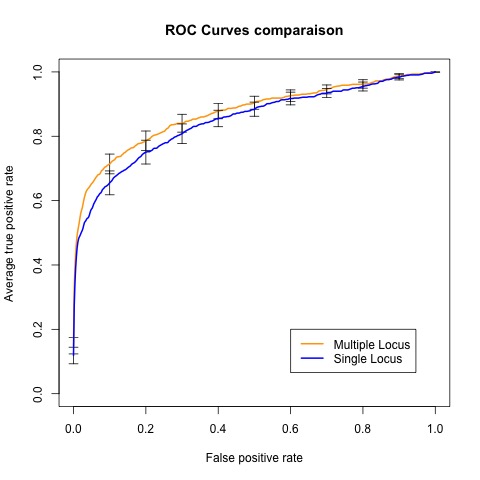 ROC Curves comparaison
Average true positive rate
1.0
0.8
0.6
0.4
0.2
0.0
Multiple Locus
Single Locus
0.0 0.2 0.4 0.6 0.8 1.0
False positive rate